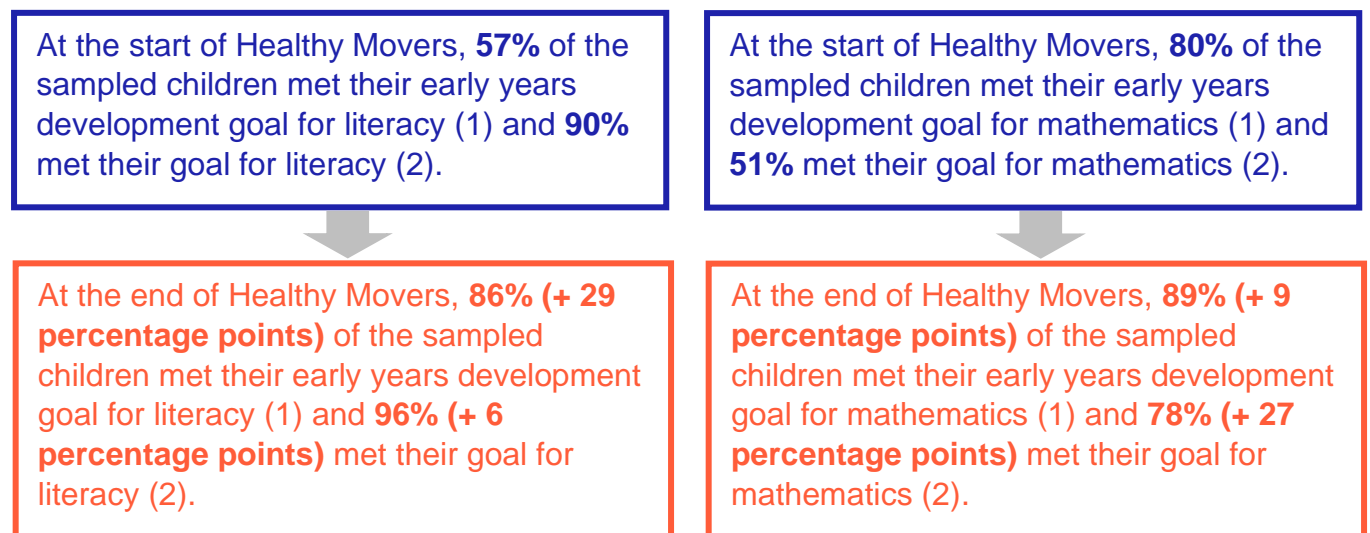 At the start of Healthy Movers, 57% of the
sampled children met their early years
development goal for literacy (1) and 90%
met their goal for literacy (2).
At the start of Healthy Movers, 80% of the
sampled children met their early years
development goal for mathematics (1) and
51% met their goal for mathematics (2).
At the end of Healthy Movers, 86% (+ 29
percentage points) of the sampled
children met their early years development
goal for literacy (1) and 96% (+ 6
percentage points) met their goal for
literacy (2).
At the end of Healthy Movers, 89% (+ 9
percentage points) of the sampled
children met their early years development
goal for mathematics (1) and 78% (+ 27
percentage points) met their goal for
mathematics (2).